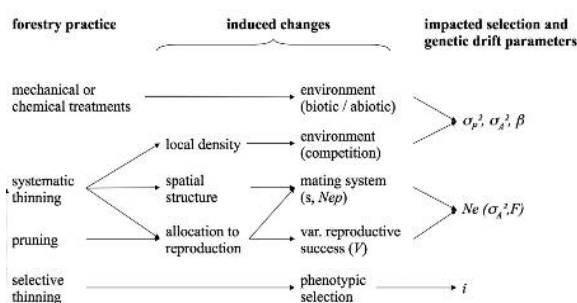 forestry practice induced changes impacted selection and
genetic drift parameters
mechanical or
chemical treatments
environment
(biotic / abiotic)
σP², σA², β
local density
environment
(competition)
systematic
thinning
spatial
structure
mating system
(s, Nep)
Ne (σA²,F)
pruning
allocation to
reproduction
var. reproductive
success (V)
selective
thinning
phenotypic
selection
i